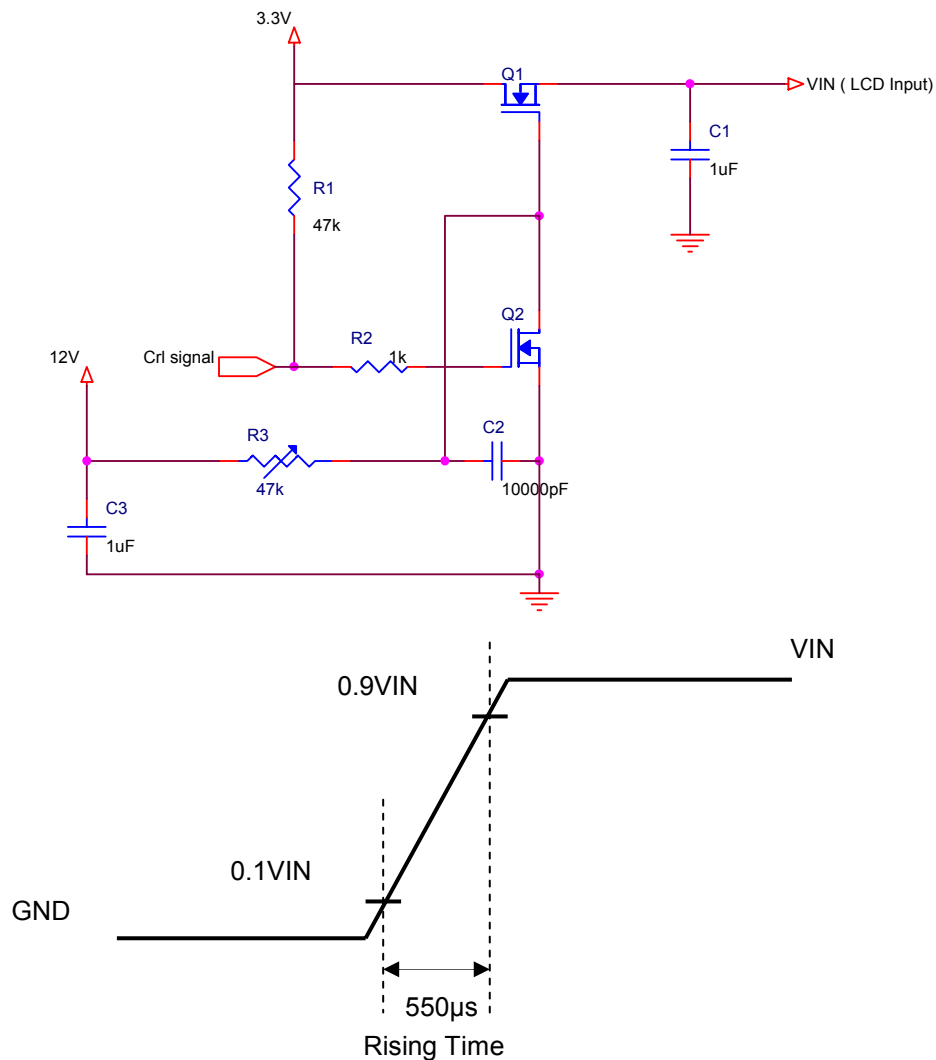 3.3V
Q1
VIN ( LCD Input)
C1
1uF
R1
47k
Q2
R2
1k
Crl signal
12V
R3
47k
C2
10000pF
C3
1uF
VIN
0.9VIN
0.1VIN
GND
550µs
Rising Time